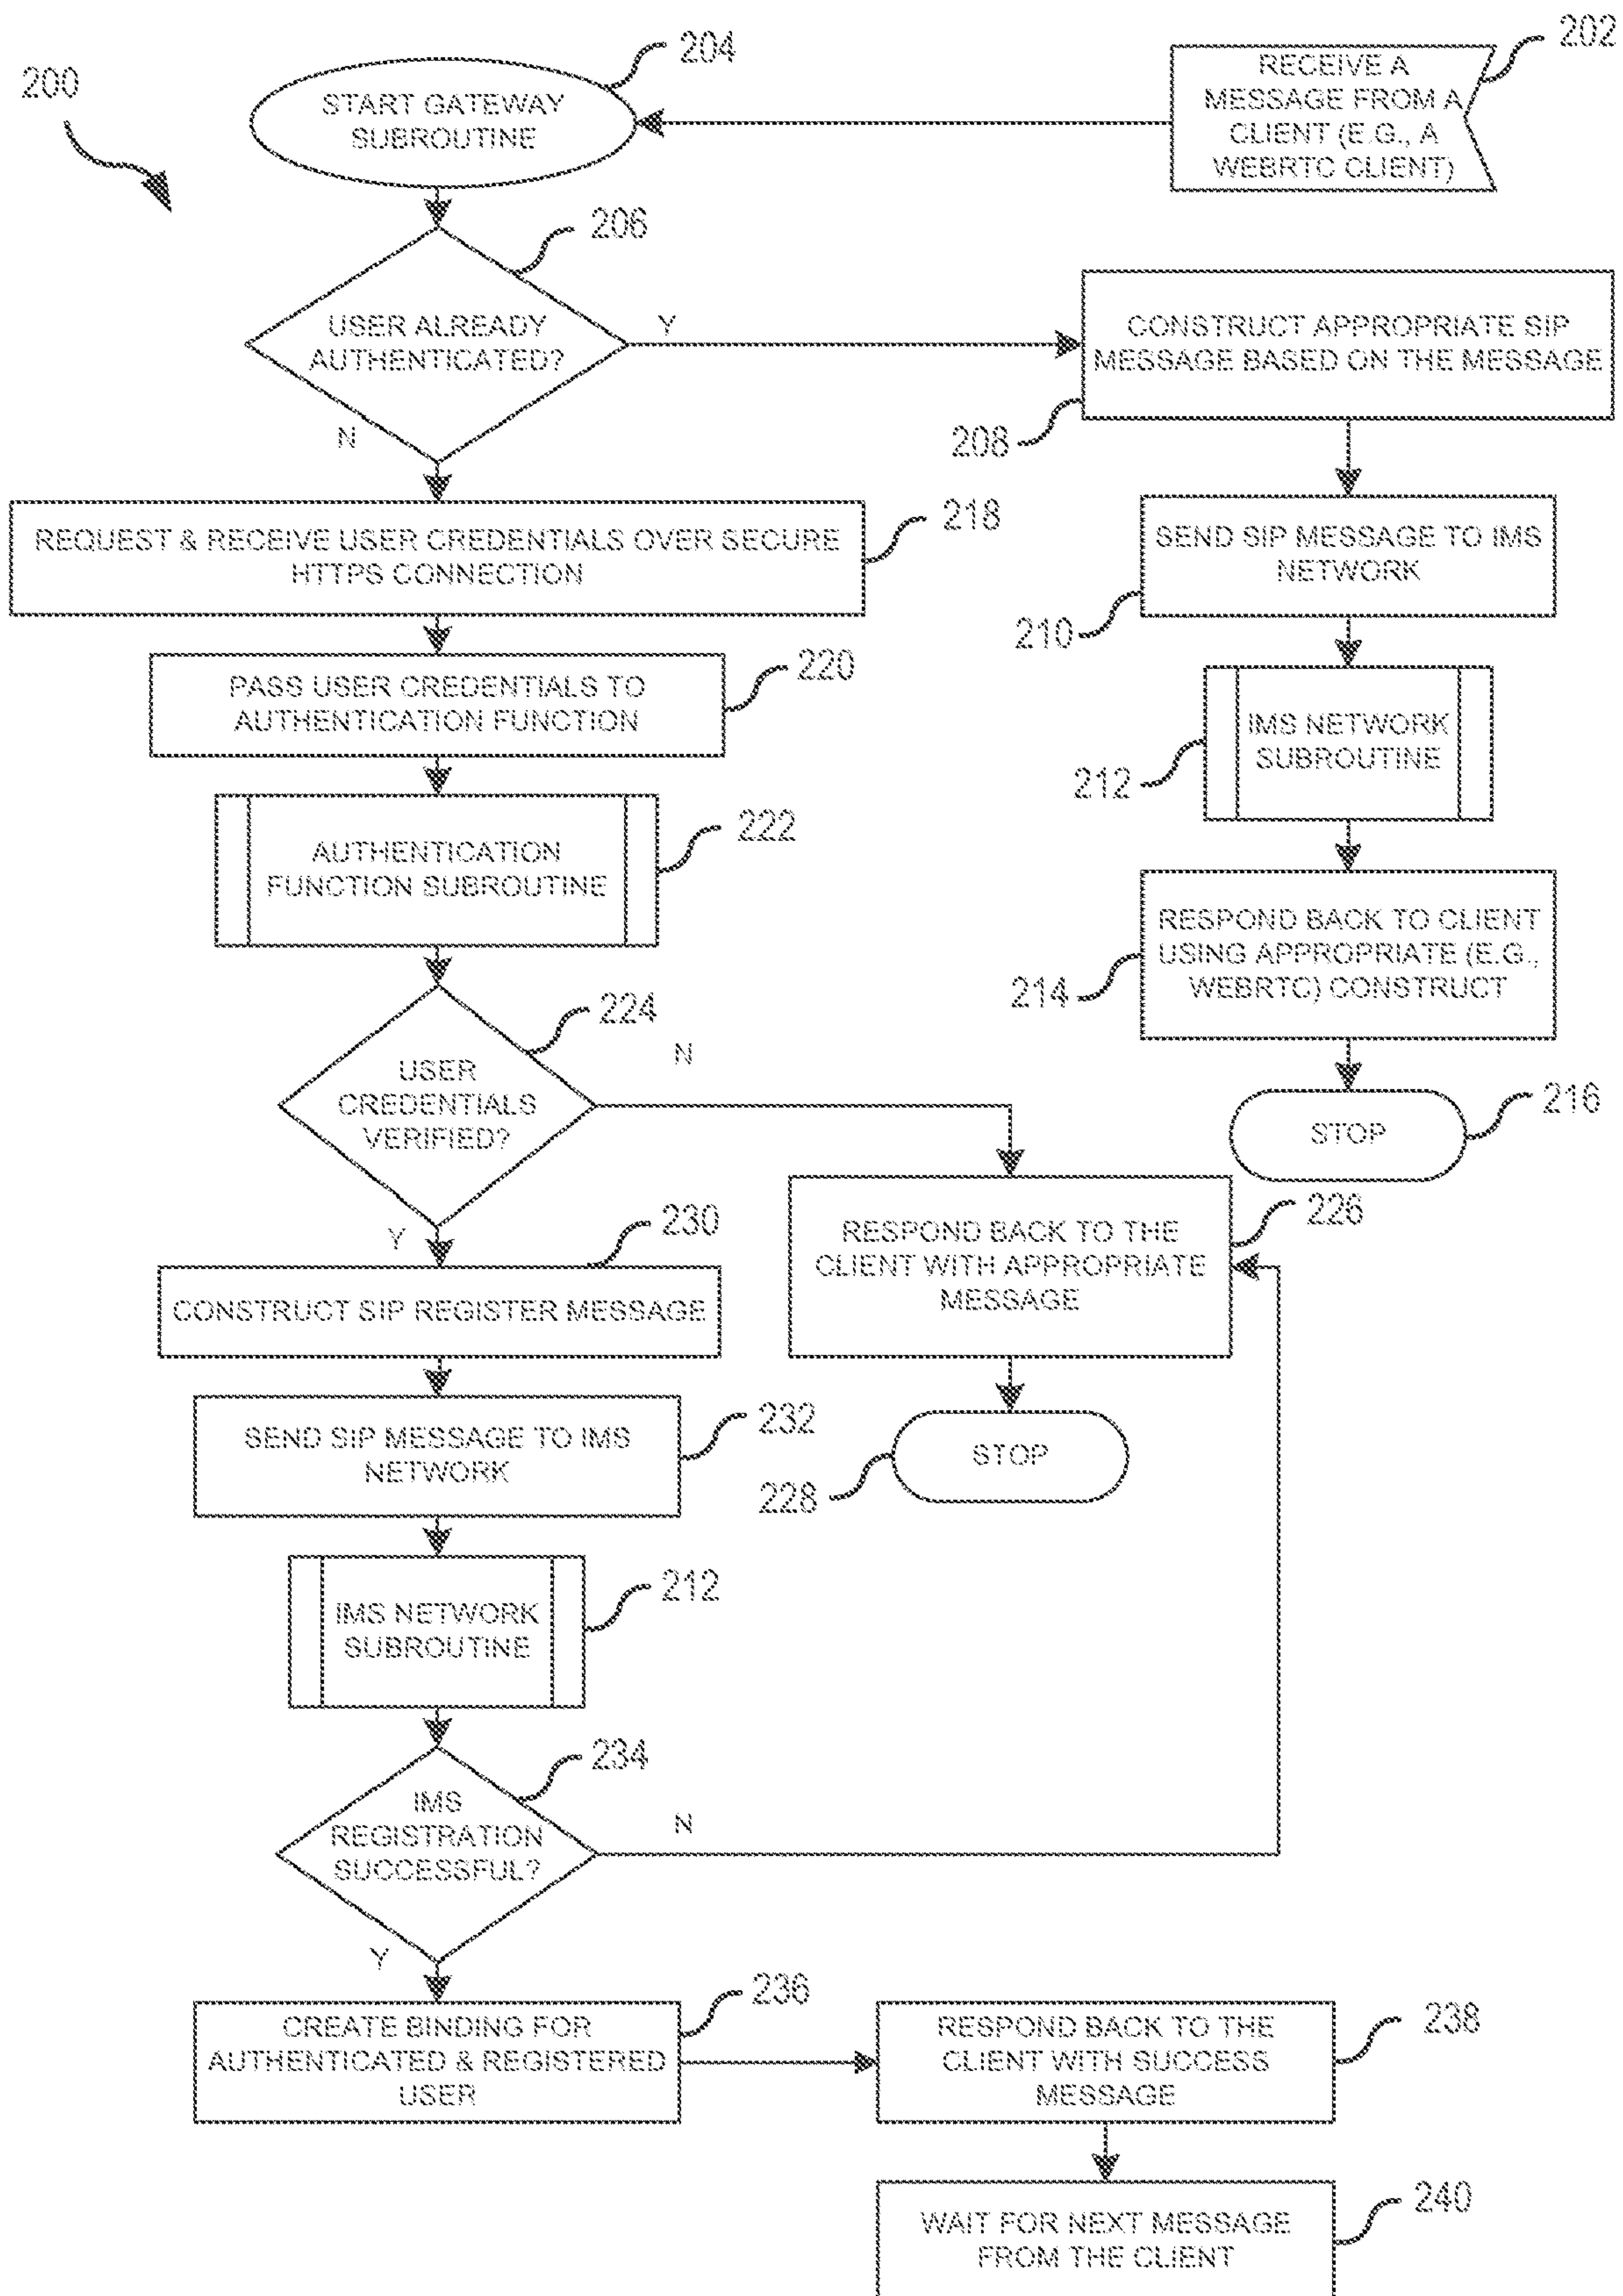 200
204
START GATEWAY
SUBROUTINE
202
RECEIVE A
MESSAGE FROM A
CLIENT (E.G., A
WEBRTC CLIENT)
206
USER ALREADY
AUTHENTICATED?
Y
N
CONSTRUCT APPROPRIATE SIP
MESSAGE BASED ON THE MESSAGE
208
218
REQUEST & RECEIVE USER CREDENTIALS OVER SECURE
HTTPS CONNECTION
SEND SIP MESSAGE TO IMS
NETWORK
210
220
PASS USER CREDENTIALS TO
AUTHENTICATION FUNCTION
IMS NETWORK
SUBROUTINE
212
222
AUTHENTICATION
FUNCTION SUBROUTINE
RESPOND BACK TO CLIENT
USING APPROPRIATE (E.G.,
WEBRTC) CONSTRUCT
214
224
USER
CREDENTIALS
VERIFIED?
N
Y
STOP
216
226
RESPOND BACK TO THE
CLIENT WITH APPROPRIATE
MESSAGE
230
CONSTRUCT SIP REGISTER MESSAGE
232
SEND SIP MESSAGE TO IMS
NETWORK
STOP
228
212
IMS NETWORK
SUBROUTINE
234
IMS
REGISTRATION
SUCCESSFUL?
N
Y
236
CREATE BINDING FOR
AUTHENTICATED & REGISTERED
USER
238
RESPOND BACK TO THE
CLIENT WITH SUCCESS
MESSAGE
240
WAIT FOR NEXT MESSAGE
FROM THE CLIENT